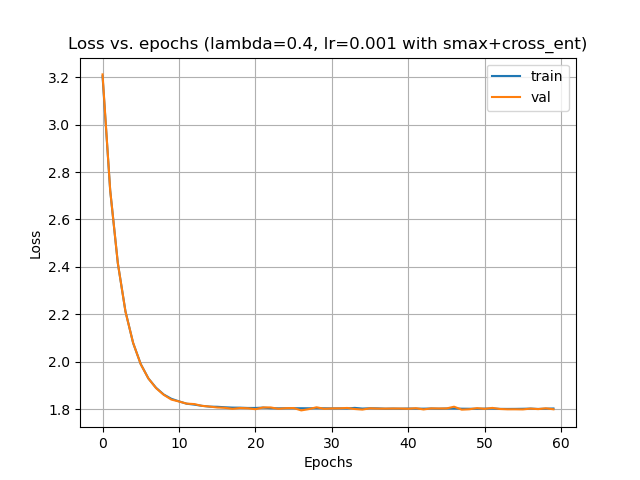 Loss vs. epochs (lambda=0.4, lr=0.001 with smax+cross_ent)
train
val
3.2
3.0
2.8
2.6
2.4
2.2
2.0
1.8
Loss
0 10 20 30 40 50 60
Epochs